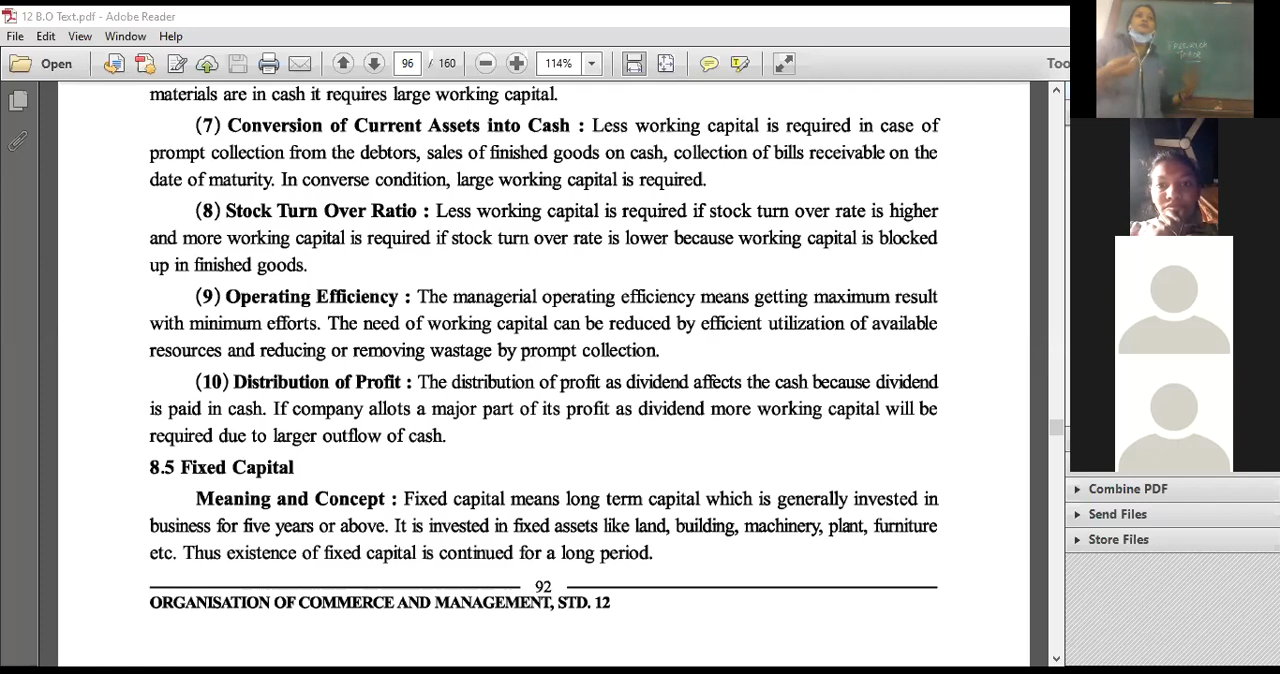 12 B.O Text.pdf - Adobe Reader
File Edit View Window Help
Open 96 / 160 114% Too
materials are in cash it requires large working capital.
(7) Conversion of Current Assets into Cash : Less working capital is required in case of
prompt collection from the debtors, sales of finished goods on cash, collection of bills receivable on the
date of maturity. In converse condition, large working capital is required.
(8) Stock Turn Over Ratio : Less working capital is required if stock turn over rate is higher
and more working capital is required if stock turn over rate is lower because working capital is blocked
up in finished goods.
(9) Operating Efficiency : The managerial operating efficiency means getting maximum result
with minimum efforts. The need of working capital can be reduced by efficient utilization of available
resources and reducing or removing wastage by prompt collection.
(10) Distribution of Profit : The distribution of profit as dividend affects the cash because dividend
is paid in cash. If company allots a major part of its profit as dividend more working capital will be
required due to larger outflow of cash.
8.5 Fixed Capital
Meaning and Concept : Fixed capital means long term capital which is generally invested in
business for five years or above. It is invested in fixed assets like land, building, machinery, plant, furniture
etc. Thus existence of fixed capital is continued for a long period.
92
ORGANISATION OF COMMERCE AND MANAGEMENT, STD. 12
Combine PDF
Send Files
Store Files